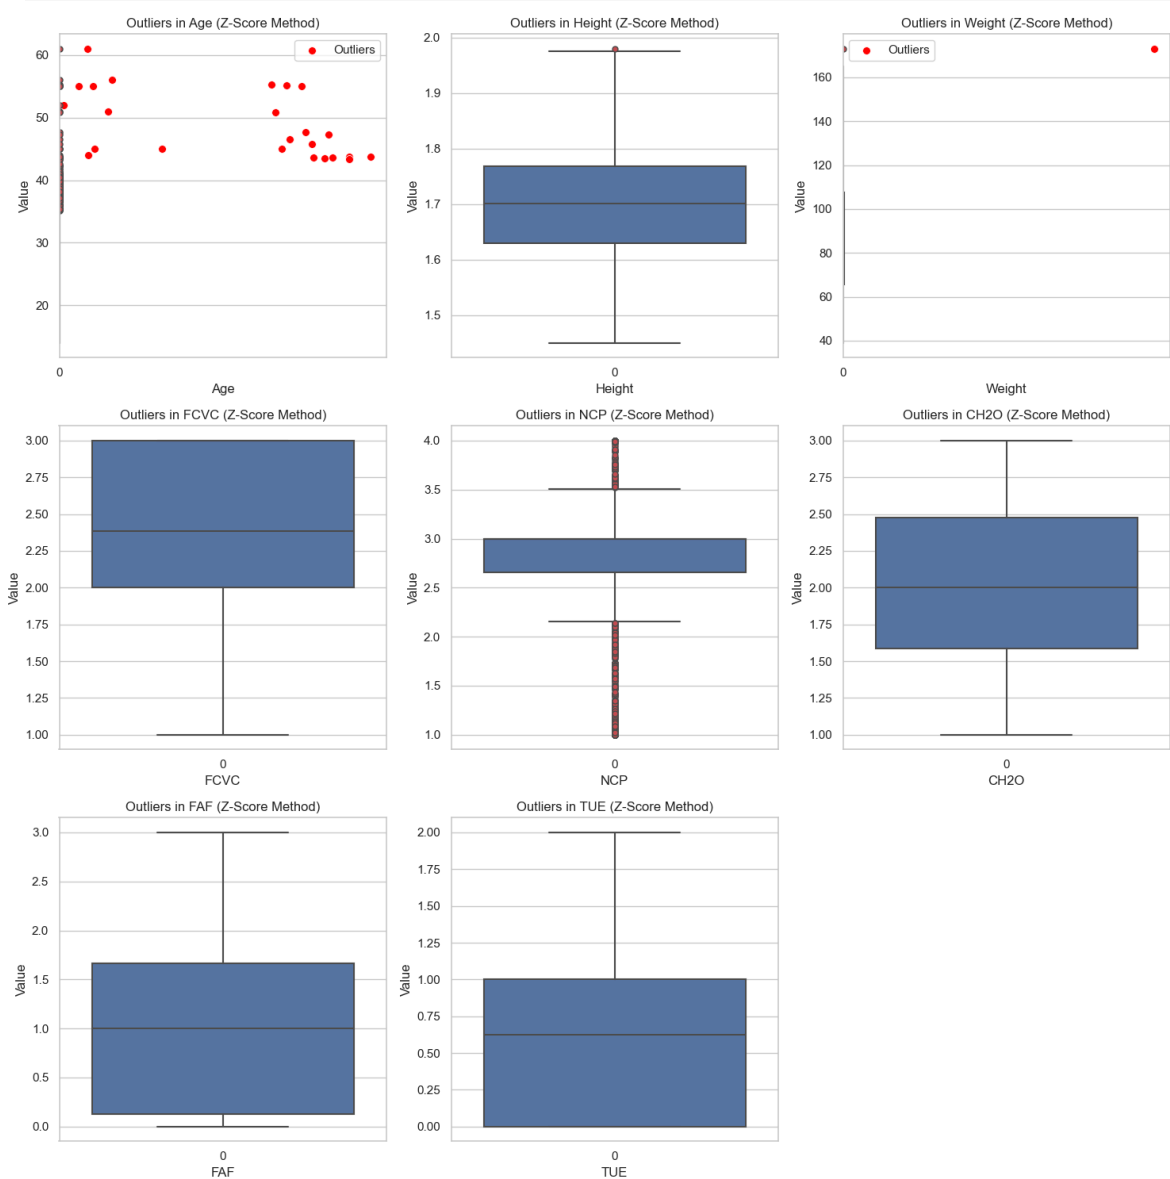 Outliers in Age (Z-Score Method)
Outliers
60
50
40
30
20
Value
0
Age
Outliers in Height (Z-Score Method)
2.0
1.9
1.8
1.7
1.6
1.5
Value
0
Height
Outliers in Weight (Z-Score Method)
Outliers
160
140
120
100
80
60
40
Value
0
Weight
Outliers in FCVC (Z-Score Method)
3.00
2.75
2.50
2.25
2.00
1.75
1.50
1.25
1.00
Value
0
FCVC
Outliers in NCP (Z-Score Method)
4.0
3.5
3.0
2.5
2.0
1.5
1.0
Value
0
NCP
Outliers in CH2O (Z-Score Method)
3.00
2.75
2.50
2.25
2.00
1.75
1.50
1.25
1.00
Value
0
CH2O
Outliers in FAF (Z-Score Method)
3.0
2.5
2.0
1.5
1.0
0.5
0.0
Value
0
FAF
Outliers in TUE (Z-Score Method)
2.00
1.75
1.50
1.25
1.00
0.75
0.50
0.25
0.00
Value
0
TUE